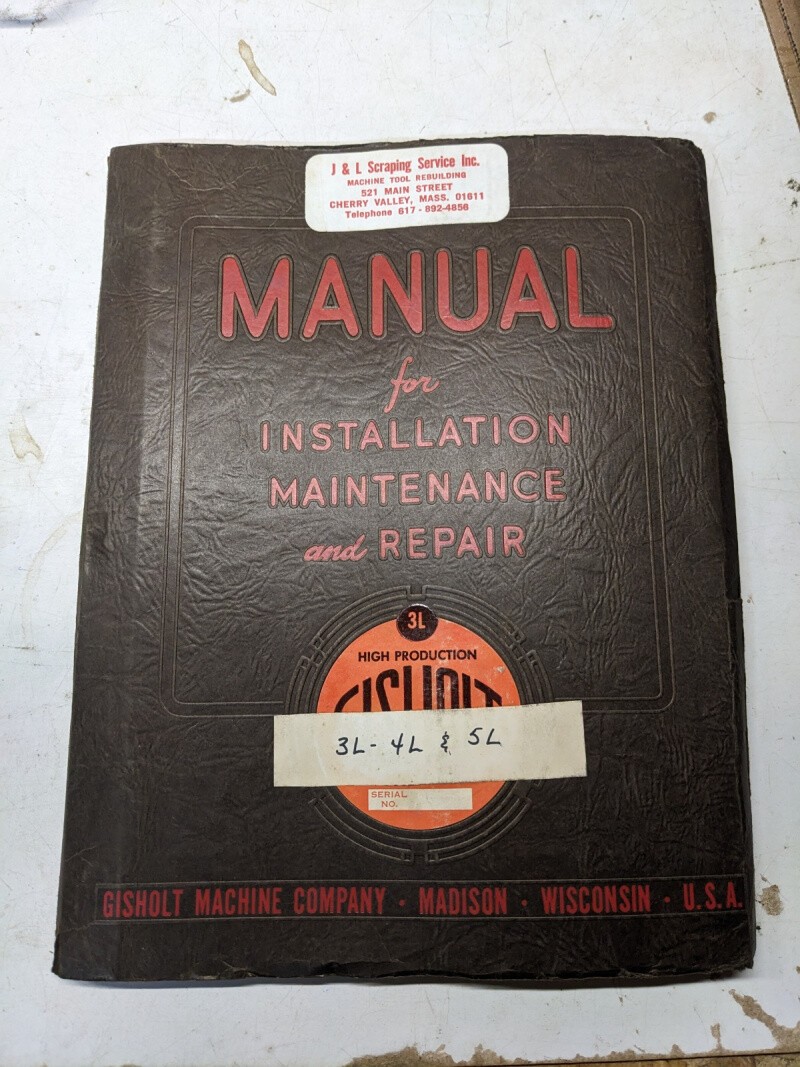 J & L Scraping Service Inc.
MACHINE TOOL REBUILDING
521 MAIN STREET
CHERRY VALLEY, MASS. 01611
Telephone 617 - 892-4856
MANUAL
for
INSTALLATION
MAINTENANCE
and REPAIR
3L
HIGH PRODUCTION
GISHOLT
3L - 4L & 5L
SERIAL
NO.
GISHOLT MACHINE COMPANY · MADISON · WISCONSIN · U.S.A.